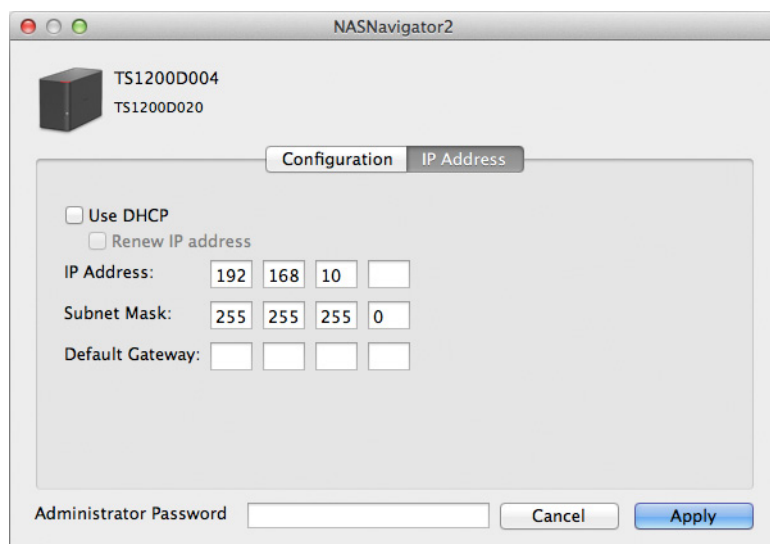 NASNavigator2
TS1200D004
TS1200D020
Configuration IP Address
Use DHCP
Renew IP address
IP Address: 192 168 10
Subnet Mask: 255 255 255 0
Default Gateway:
Administrator Password Cancel Apply